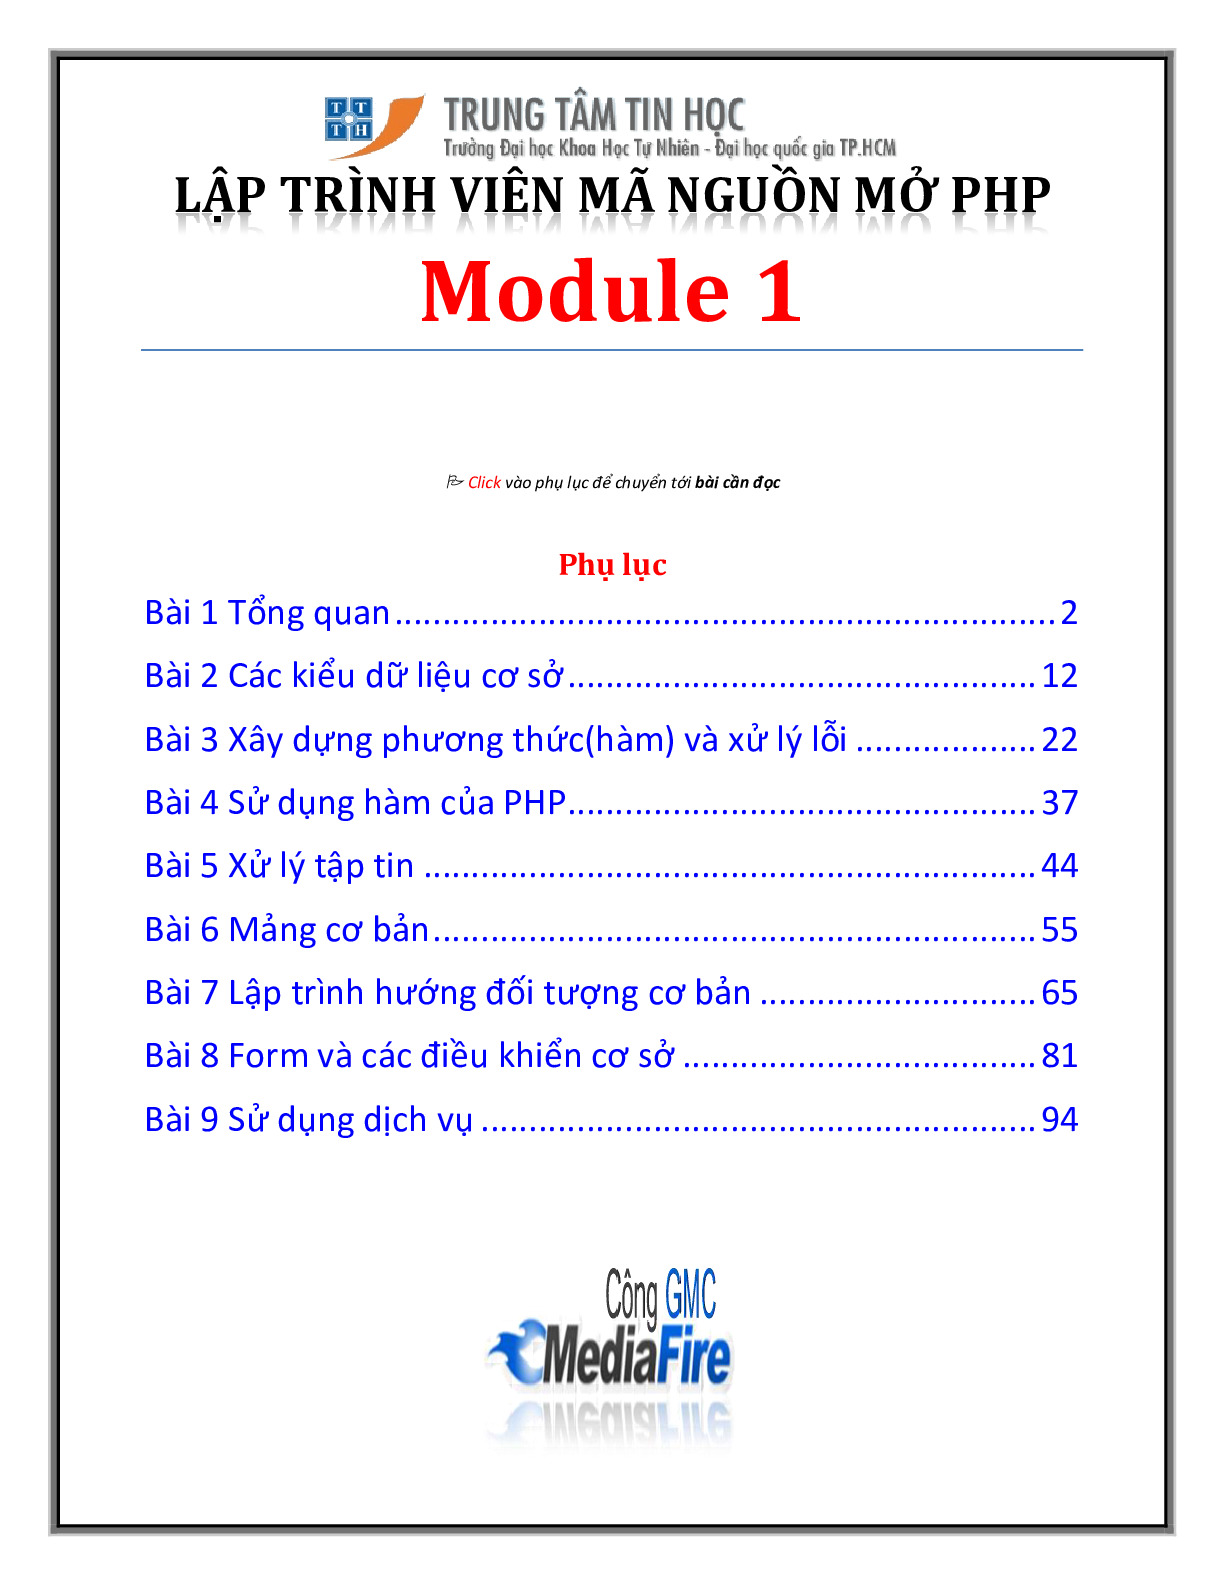 TT
TH
TRUNG TÂM TIN HỌC
Trường Đại học Khoa Học Tự Nhiên - Đại học quốc gia TP.HCM
LẬP TRÌNH VIÊN MÃ NGUỒN MỞ PHP
Module 1
Click vào phụ lục để chuyển tới bài cần đọc
Phụ lục
Bài 1 Tổng quan ...................................................................... 2
Bài 2 Các kiểu dữ liệu cơ sở ................................................. 12
Bài 3 Xây dựng phương thức(hàm) và xử lý lỗi ................... 22
Bài 4 Sử dụng hàm của PHP ................................................. 37
Bài 5 Xử lý tập tin ................................................................ 44
Bài 6 Mảng cơ bản ............................................................... 55
Bài 7 Lập trình hướng đối tượng cơ bản ............................. 65
Bài 8 Form và các điều khiển cơ sở ..................................... 81
Bài 9 Sử dụng dịch vụ .......................................................... 94
Công GMC
MediaFire